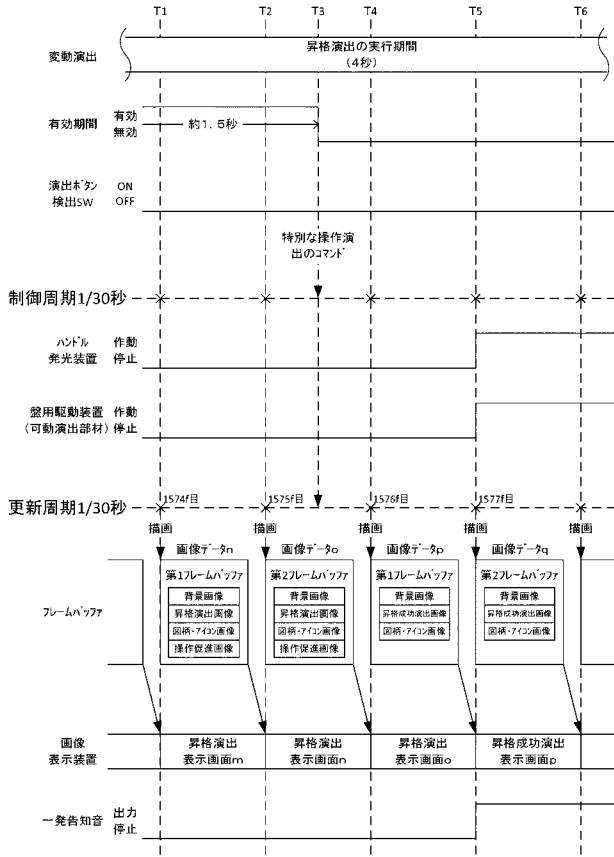 T1 T2 T3 T4 T5 T6
変動演出
昇格演出の実行期間
(4秒)
有効期間
有効
無効
約1.5秒
演出ボタン ON
検出SW OFF
特別な操作演
出のコマンド
制御周期1/30秒
ハンドル 作動
発光装置 停止
盤用駆動装置 作動
(可動演出部材) 停止
更新周期1/30秒
1574f目 1575f目 1576f目 1577f目
描画 描画 描画 描画 描画
画像データn 画像データo 画像データp 画像データq
フレームバッファ
第1フレームバッファ 第2フレームバッファ 第1フレームバッファ 第2フレームバッファ
背景画像 背景画像 背景画像 背景画像
昇格演出画像 昇格演出画像 昇格成功演出画像 昇格成功演出画像
図柄・アイコン画像 図柄・アイコン画像 図柄・アイコン画像 図柄・アイコン画像
操作促進画像 操作促進画像
画像
表示装置
昇格演出 昇格演出 昇格演出 昇格成功演出
表示画面m 表示画面n 表示画面o 表示画面p
一発告知音 出力
停止